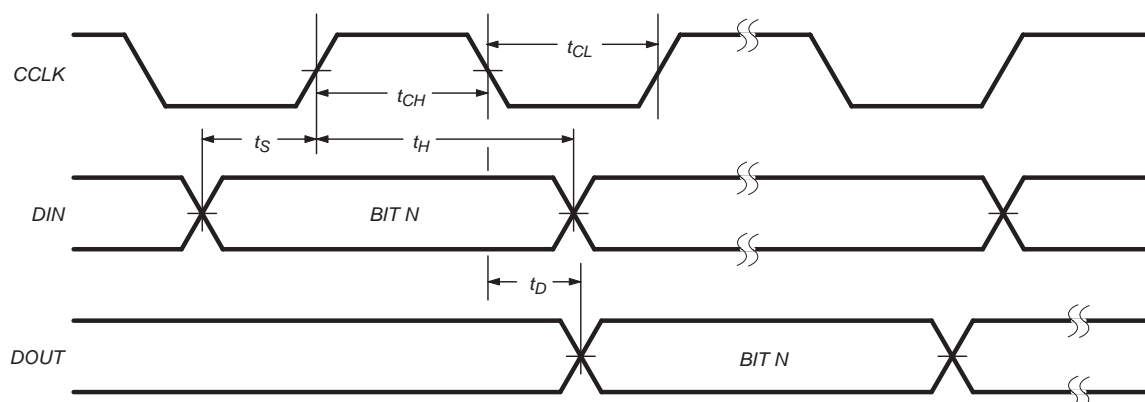 CCLK
tCL
tCH
tS
tH
DIN
BIT N
tD
DOUT
BIT N